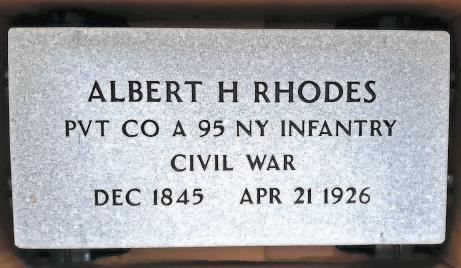 ALBERT H RHODES
PVT CO A 95 NY INFANTRY
CIVIL WAR
DEC 1845 APR 21 1926